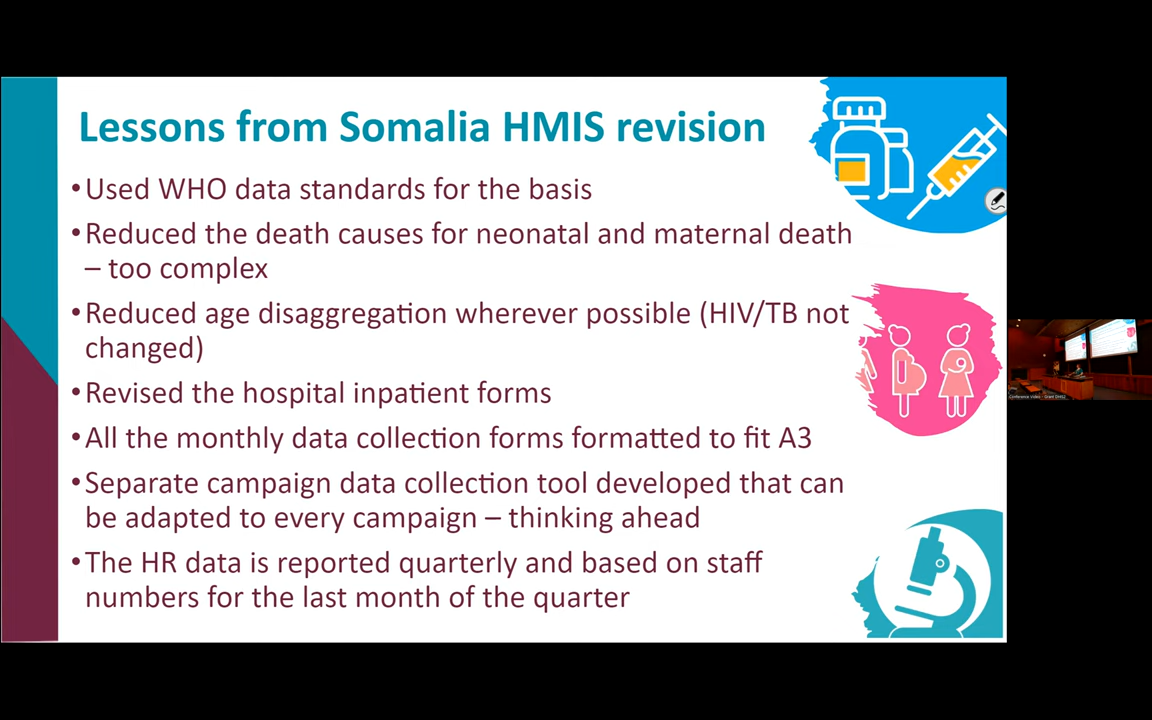 Lessons from Somalia HMIS revision
•Used WHO data standards for the basis
•Reduced the death causes for neonatal and maternal death
– too complex
•Reduced age disaggregation wherever possible (HIV/TB not
changed)
•Revised the hospital inpatient forms
•All the monthly data collection forms formatted to fit A3
•Separate campaign data collection tool developed that can
be adapted to every campaign – thinking ahead
•The HR data is reported quarterly and based on staff
numbers for the last month of the quarter